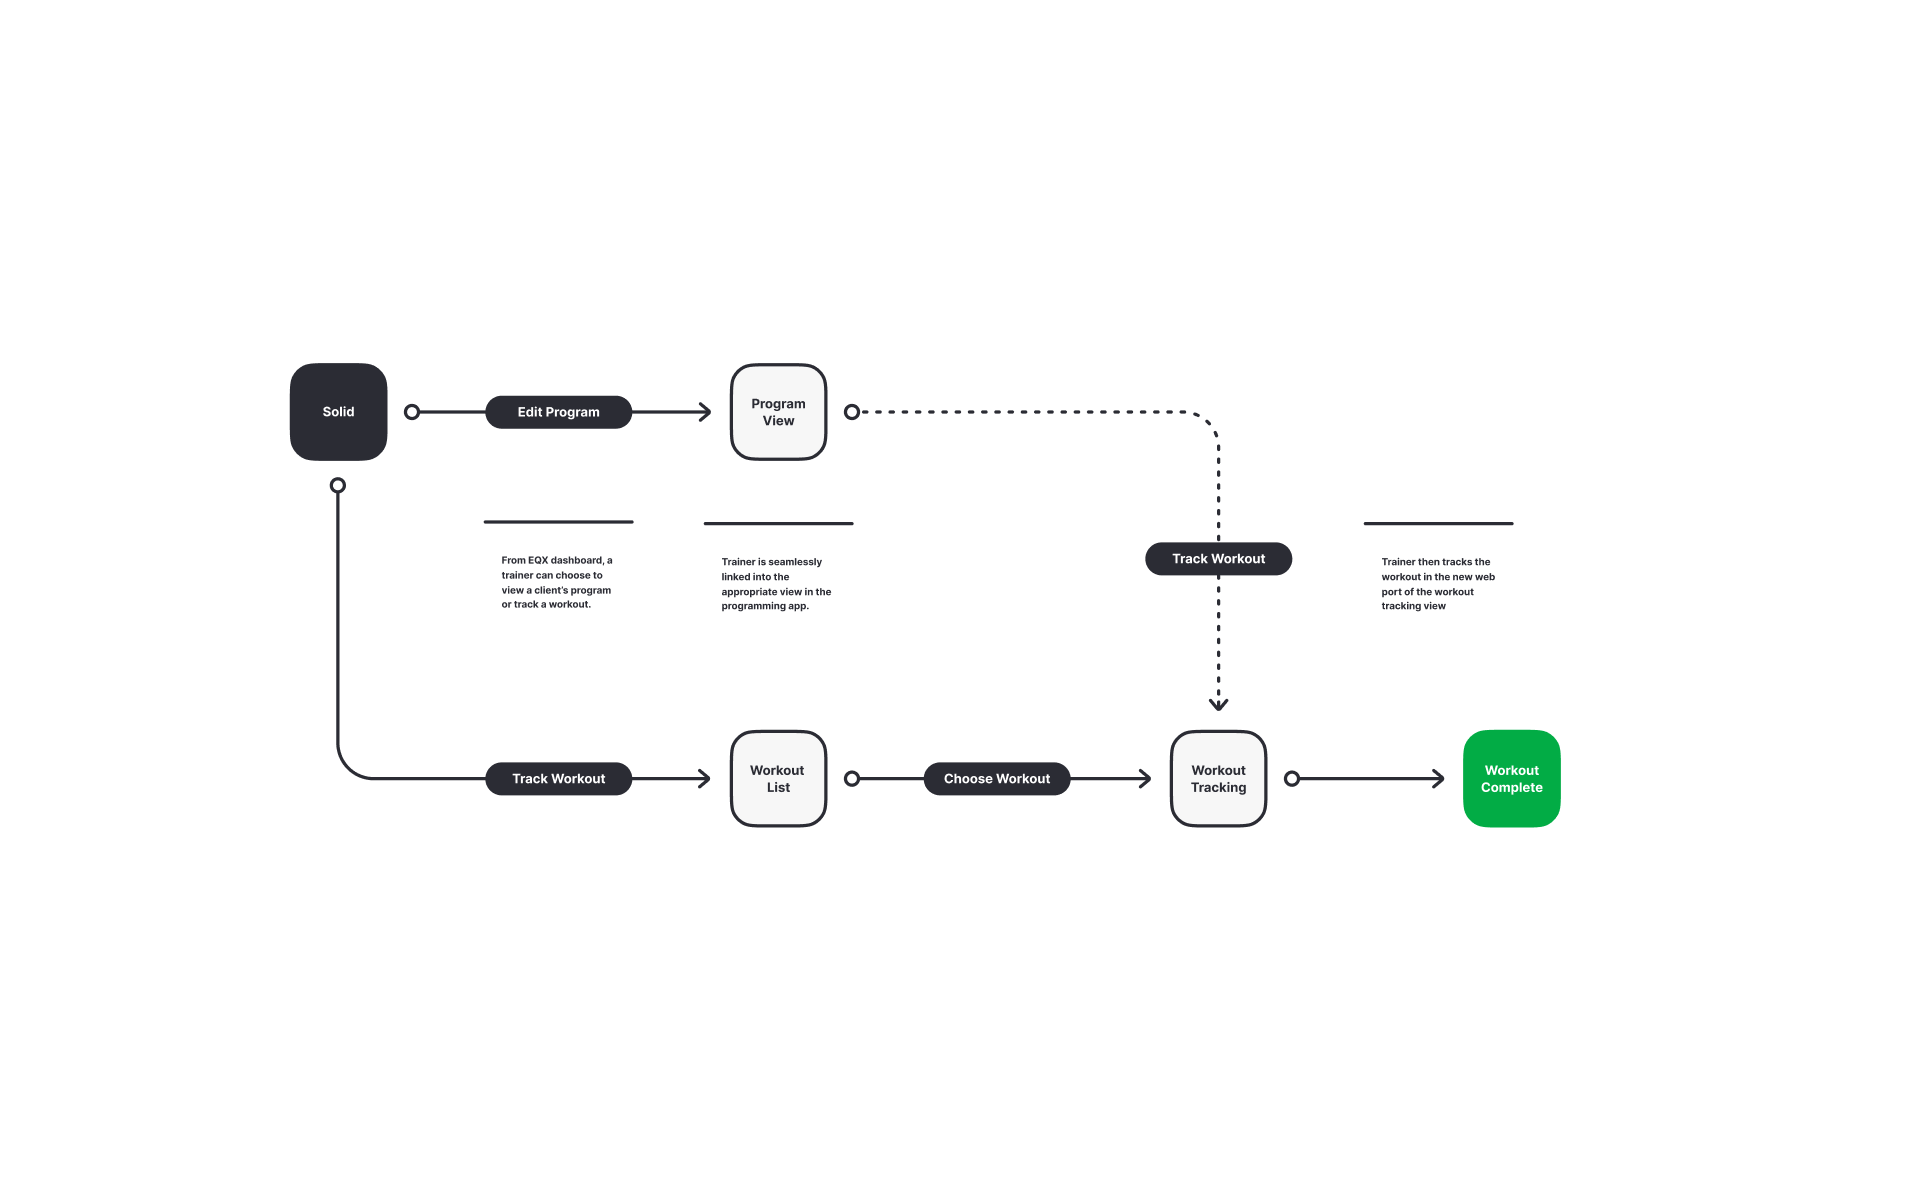 Solid
Edit Program
Program
View
From EQX dashboard, a
trainer can choose to
view a client's program
or track a workout.
Trainer is seamlessly
linked into the
appropriate view in the
programming app.
Track Workout
Trainer then tracks the
workout in the new web
port of the workout
tracking view
Track Workout
Workout
List
Choose Workout
Workout
Tracking
Workout
Complete